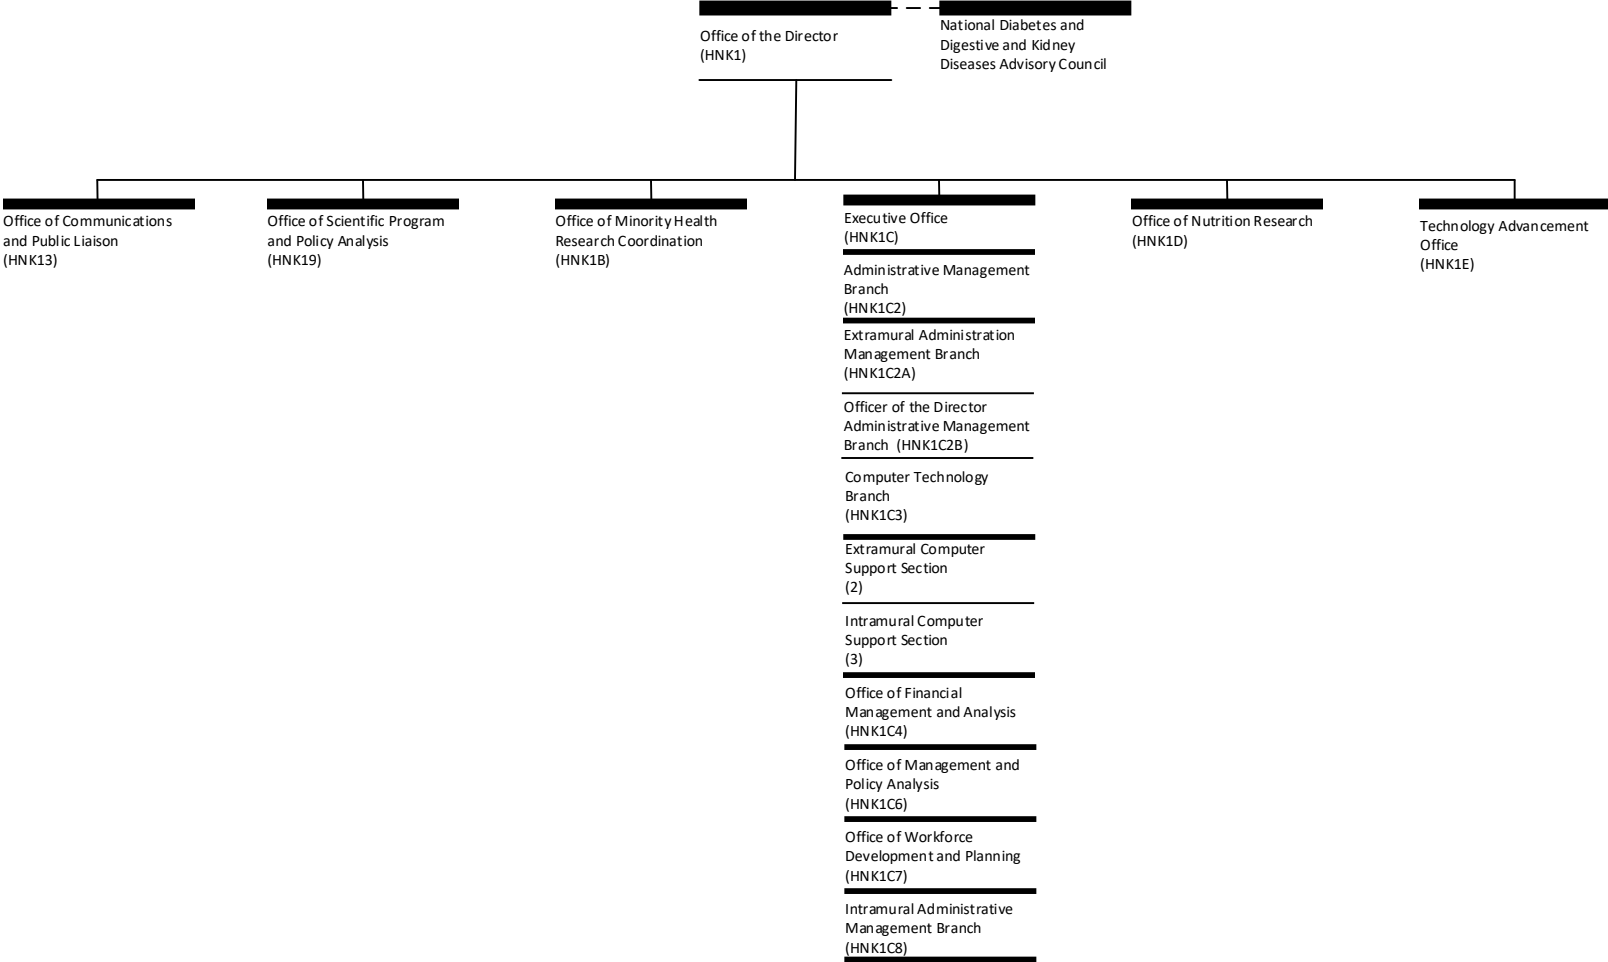 Office of the Director
(HNK1)
National Diabetes and
Digestive and Kidney
Diseases Advisory Council
Office of Communications
and Public Liaison
(HNK13)
Office of Scientific Program
and Policy Analysis
(HNK19)
Office of Minority Health
Research Coordination
(HNK1B)
Executive Office
(HNK1C)
Administrative Management
Branch
(HNK1C2)
Extramural Administration
Management Branch
(HNK1C2A)
Officer of the Director
Administrative Management
Branch (HNK1C2B)
Computer Technology
Branch
(HNK1C3)
Extramural Computer
Support Section
(2)
Intramural Computer
Support Section
(3)
Office of Financial
Management and Analysis
(HNK1C4)
Office of Management and
Policy Analysis
(HNK1C6)
Office of Workforce
Development and Planning
(HNK1C7)
Intramural Administrative
Management Branch
(HNK1C8)
Office of Nutrition Research
(HNK1D)
Technology Advancement
Office
(HNK1E)